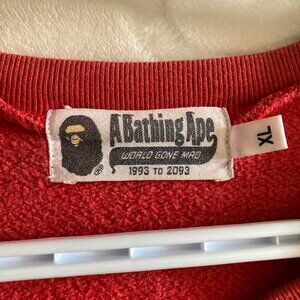 A Bathing Ape
WORLD GONE MAD
1993 TO 2093
XL